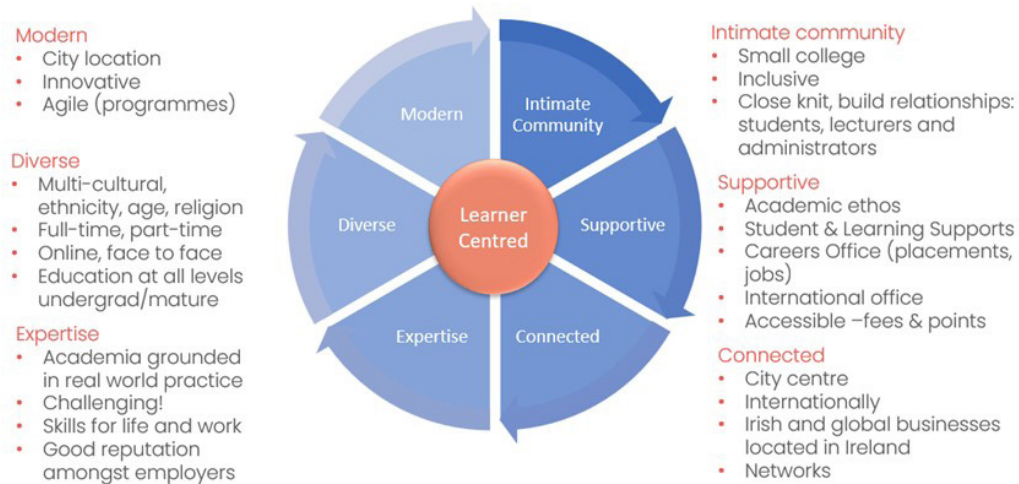 Modern
• City location
• Innovative
• Agile (programmes)
Diverse
• Multi-cultural,
ethnicity, age, religion
• Full-time, part-time
• Online, face to face
• Education at all levels
undergrad/mature
Expertise
• Academia grounded
in real world practice
• Challenging!
• Skills for life and work
• Good reputation
amongst employers
Modern
Intimate
Community
Diverse
Learner
Centred
Supportive
Expertise
Connected
Intimate community
• Small college
• Inclusive
• Close knit, build relationships:
students, lecturers and
administrators
Supportive
• Academic ethos
• Student & Learning Supports
• Careers Office (placements,
jobs)
• International office
• Accessible –fees & points
Connected
• City centre
• Internationally
• Irish and global businesses
located in Ireland
• Networks